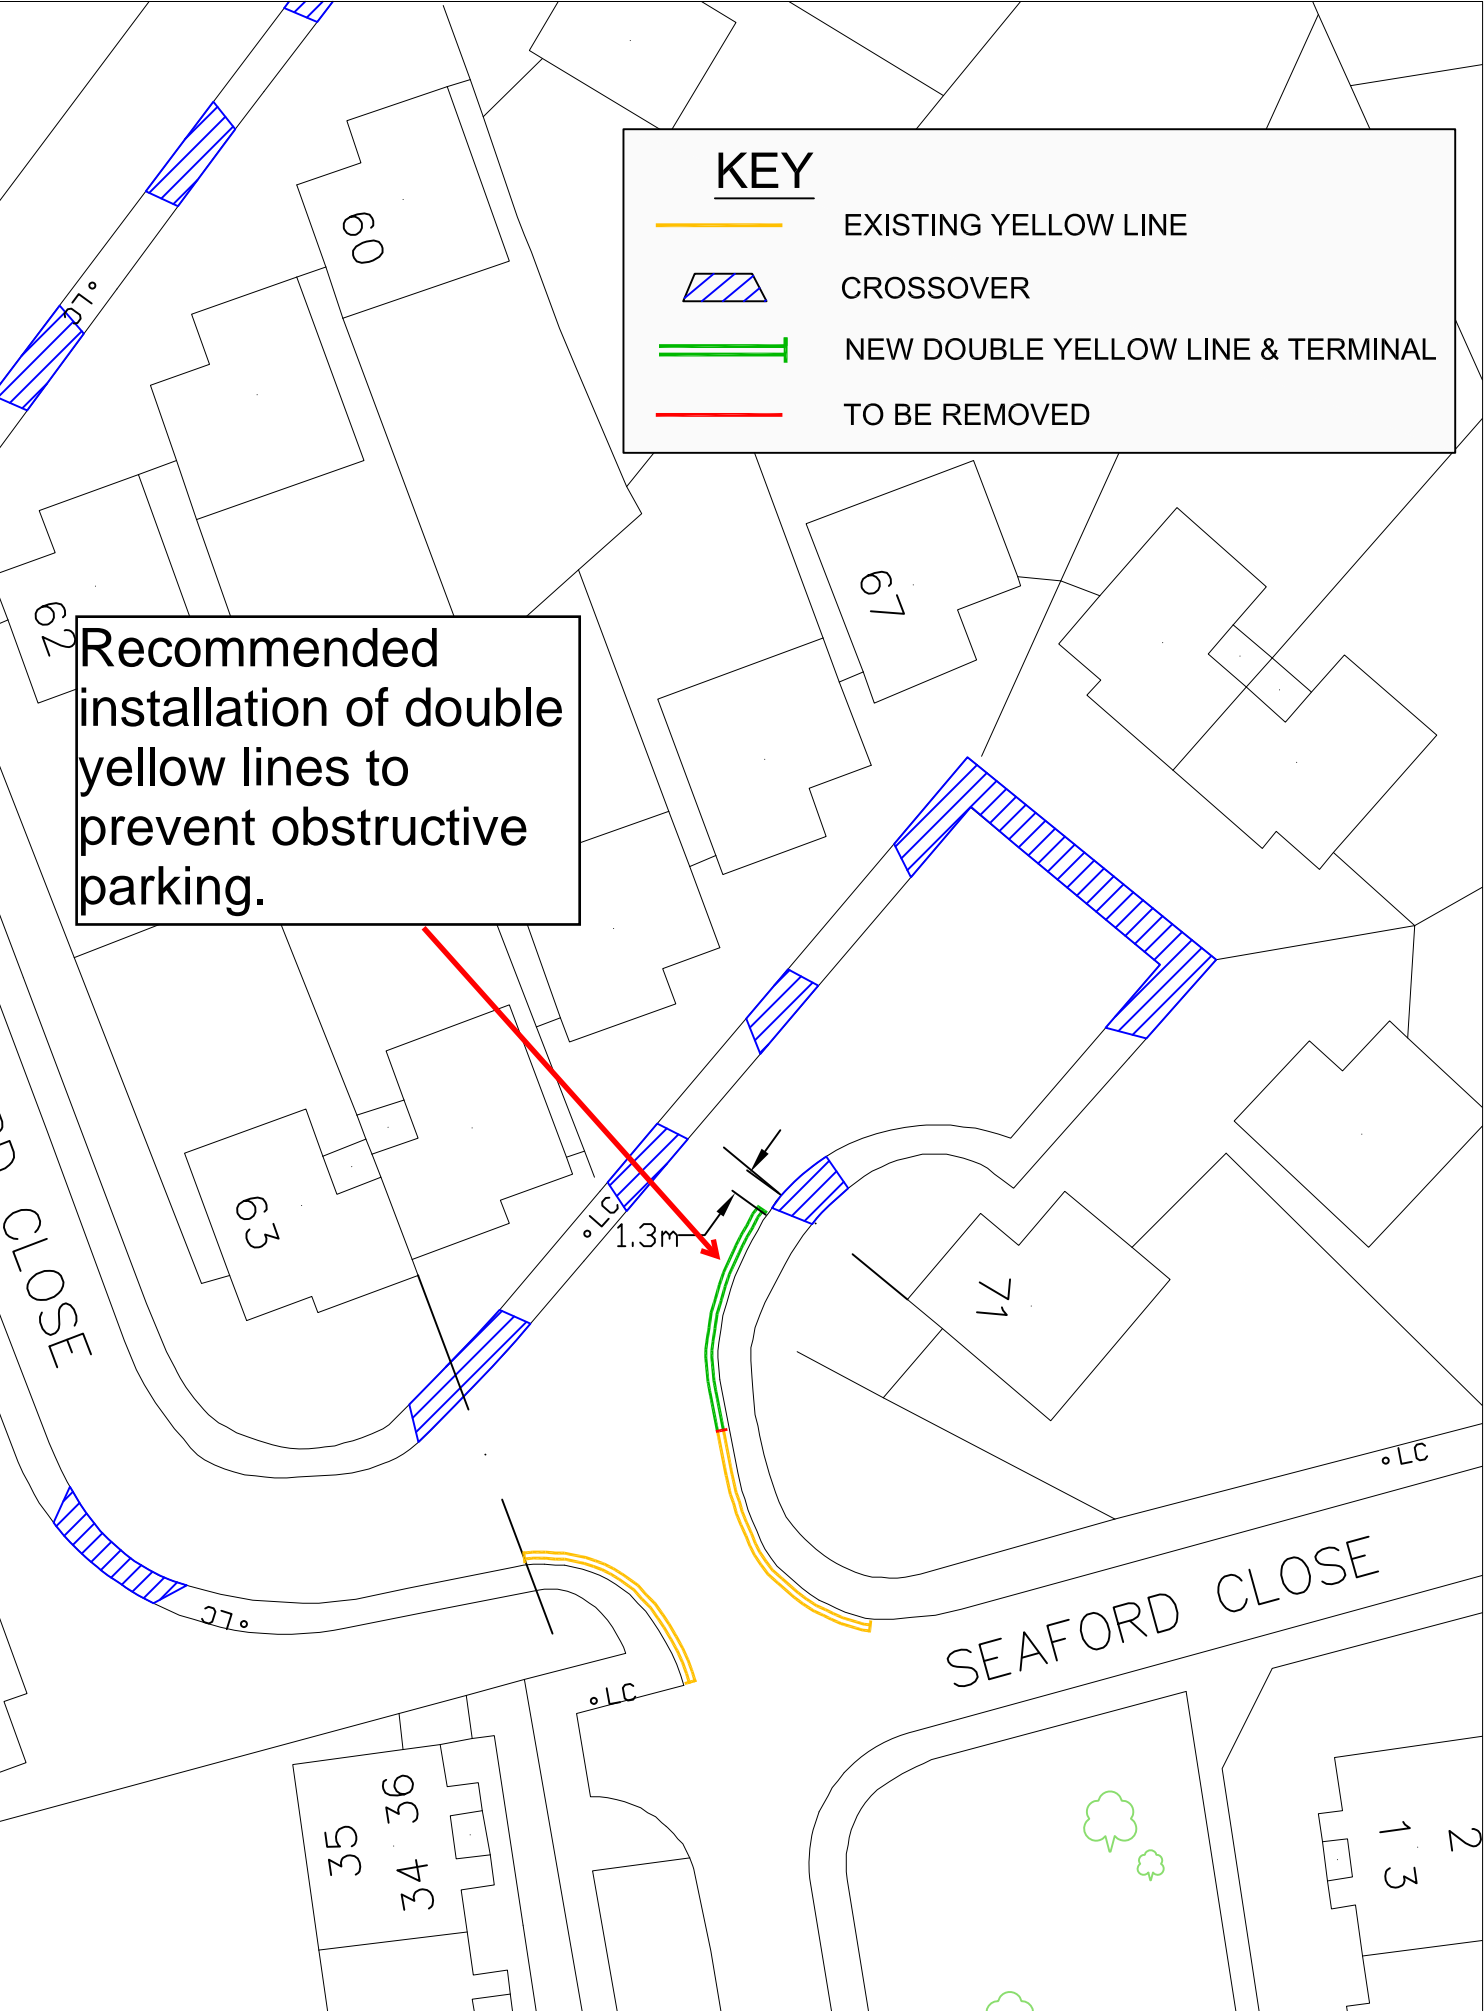 KEY
EXISTING YELLOW LINE
CROSSOVER
NEW DOUBLE YELLOW LINE & TERMINAL
TO BE REMOVED
60
LC
62
67
Recommended
installation of double
yellow lines to
prevent obstructive
parking.
63
LC
1.3m
71
CLOSE
LC
LC
LC
SEAFORD CLOSE
35
36
34
1
2
3